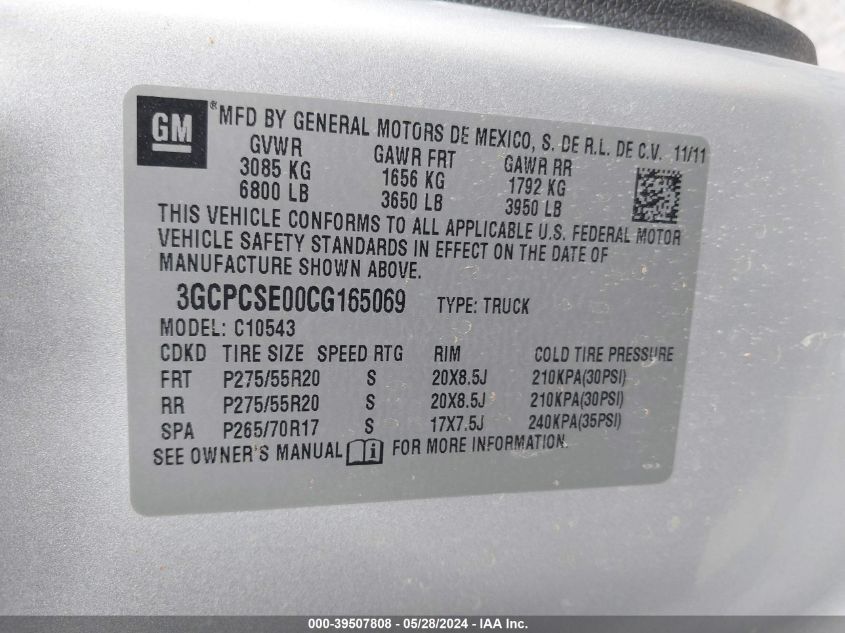 GM ® MFD BY GENERAL MOTORS DE MEXICO, S. DE R.L. DE C.V. 11/11
GVWR GAWR FRT GAWR RR
3085 KG 1656 KG 1792 KG
6800 LB 3650 LB 3950 LB
THIS VEHICLE CONFORMS TO ALL APPLICABLE U.S. FEDERAL MOTOR
VEHICLE SAFETY STANDARDS IN EFFECT ON THE DATE OF
MANUFACTURE SHOWN ABOVE.
3GCPCSE00CG165069 TYPE: TRUCK
MODEL: C10543
CDKD TIRE SIZE SPEED RTG RIM COLD TIRE PRESSURE
FRT P275/55R20 S 20X8.5J 210KPA(30PSI)
RR P275/55R20 S 20X8.5J 210KPA(30PSI)
SPA P265/70R17 S 17X7.5J 240KPA(35PSI)
SEE OWNER'S MANUAL FOR MORE INFORMATION.
000-39507808 - 05/28/2024 - IAA Inc.